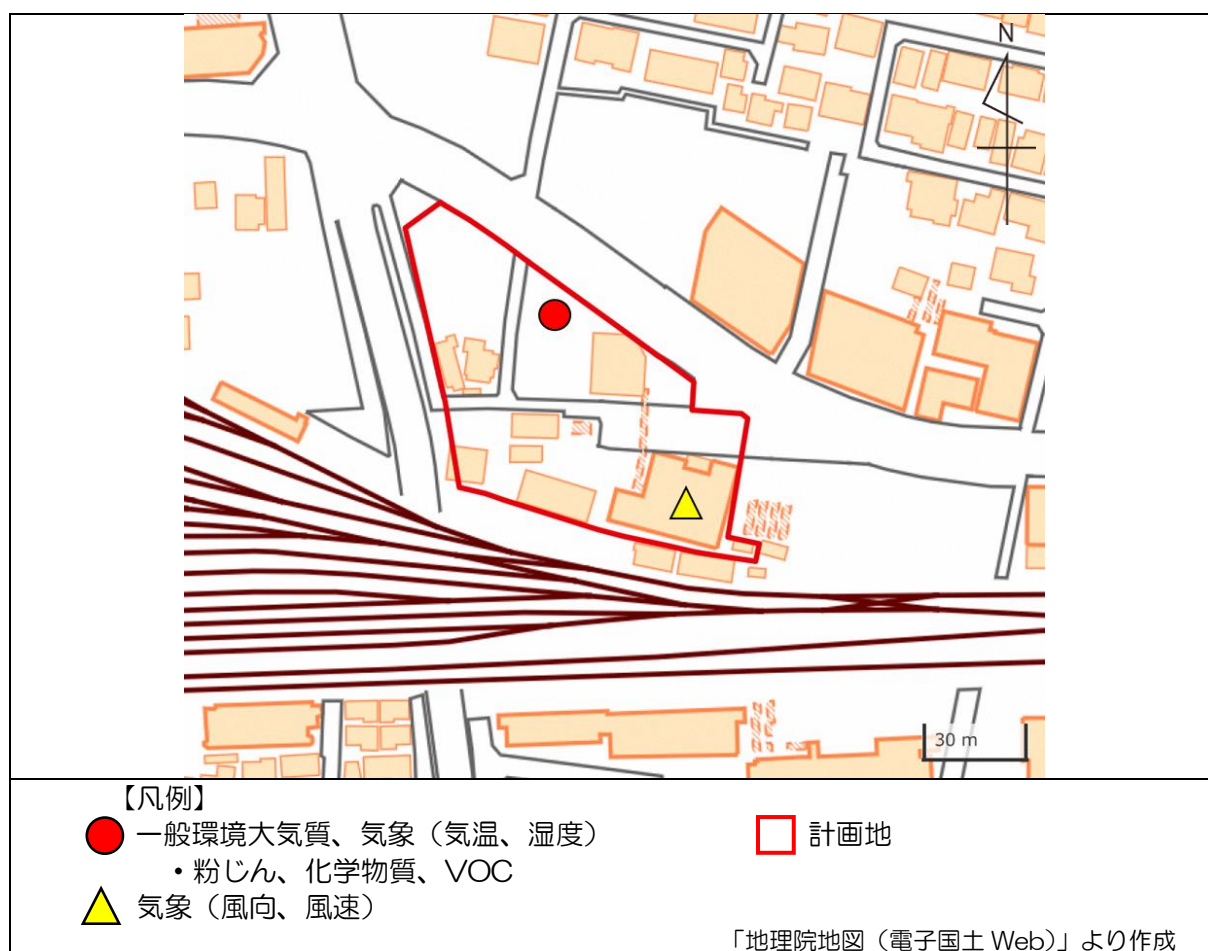 N
30 m
【凡例】
一般環境大気質、気象（気温、湿度）
・粉じん、化学物質、VOC
気象（風向、風速）
計画地
「地理院地図（電子国土 Web）」より作成